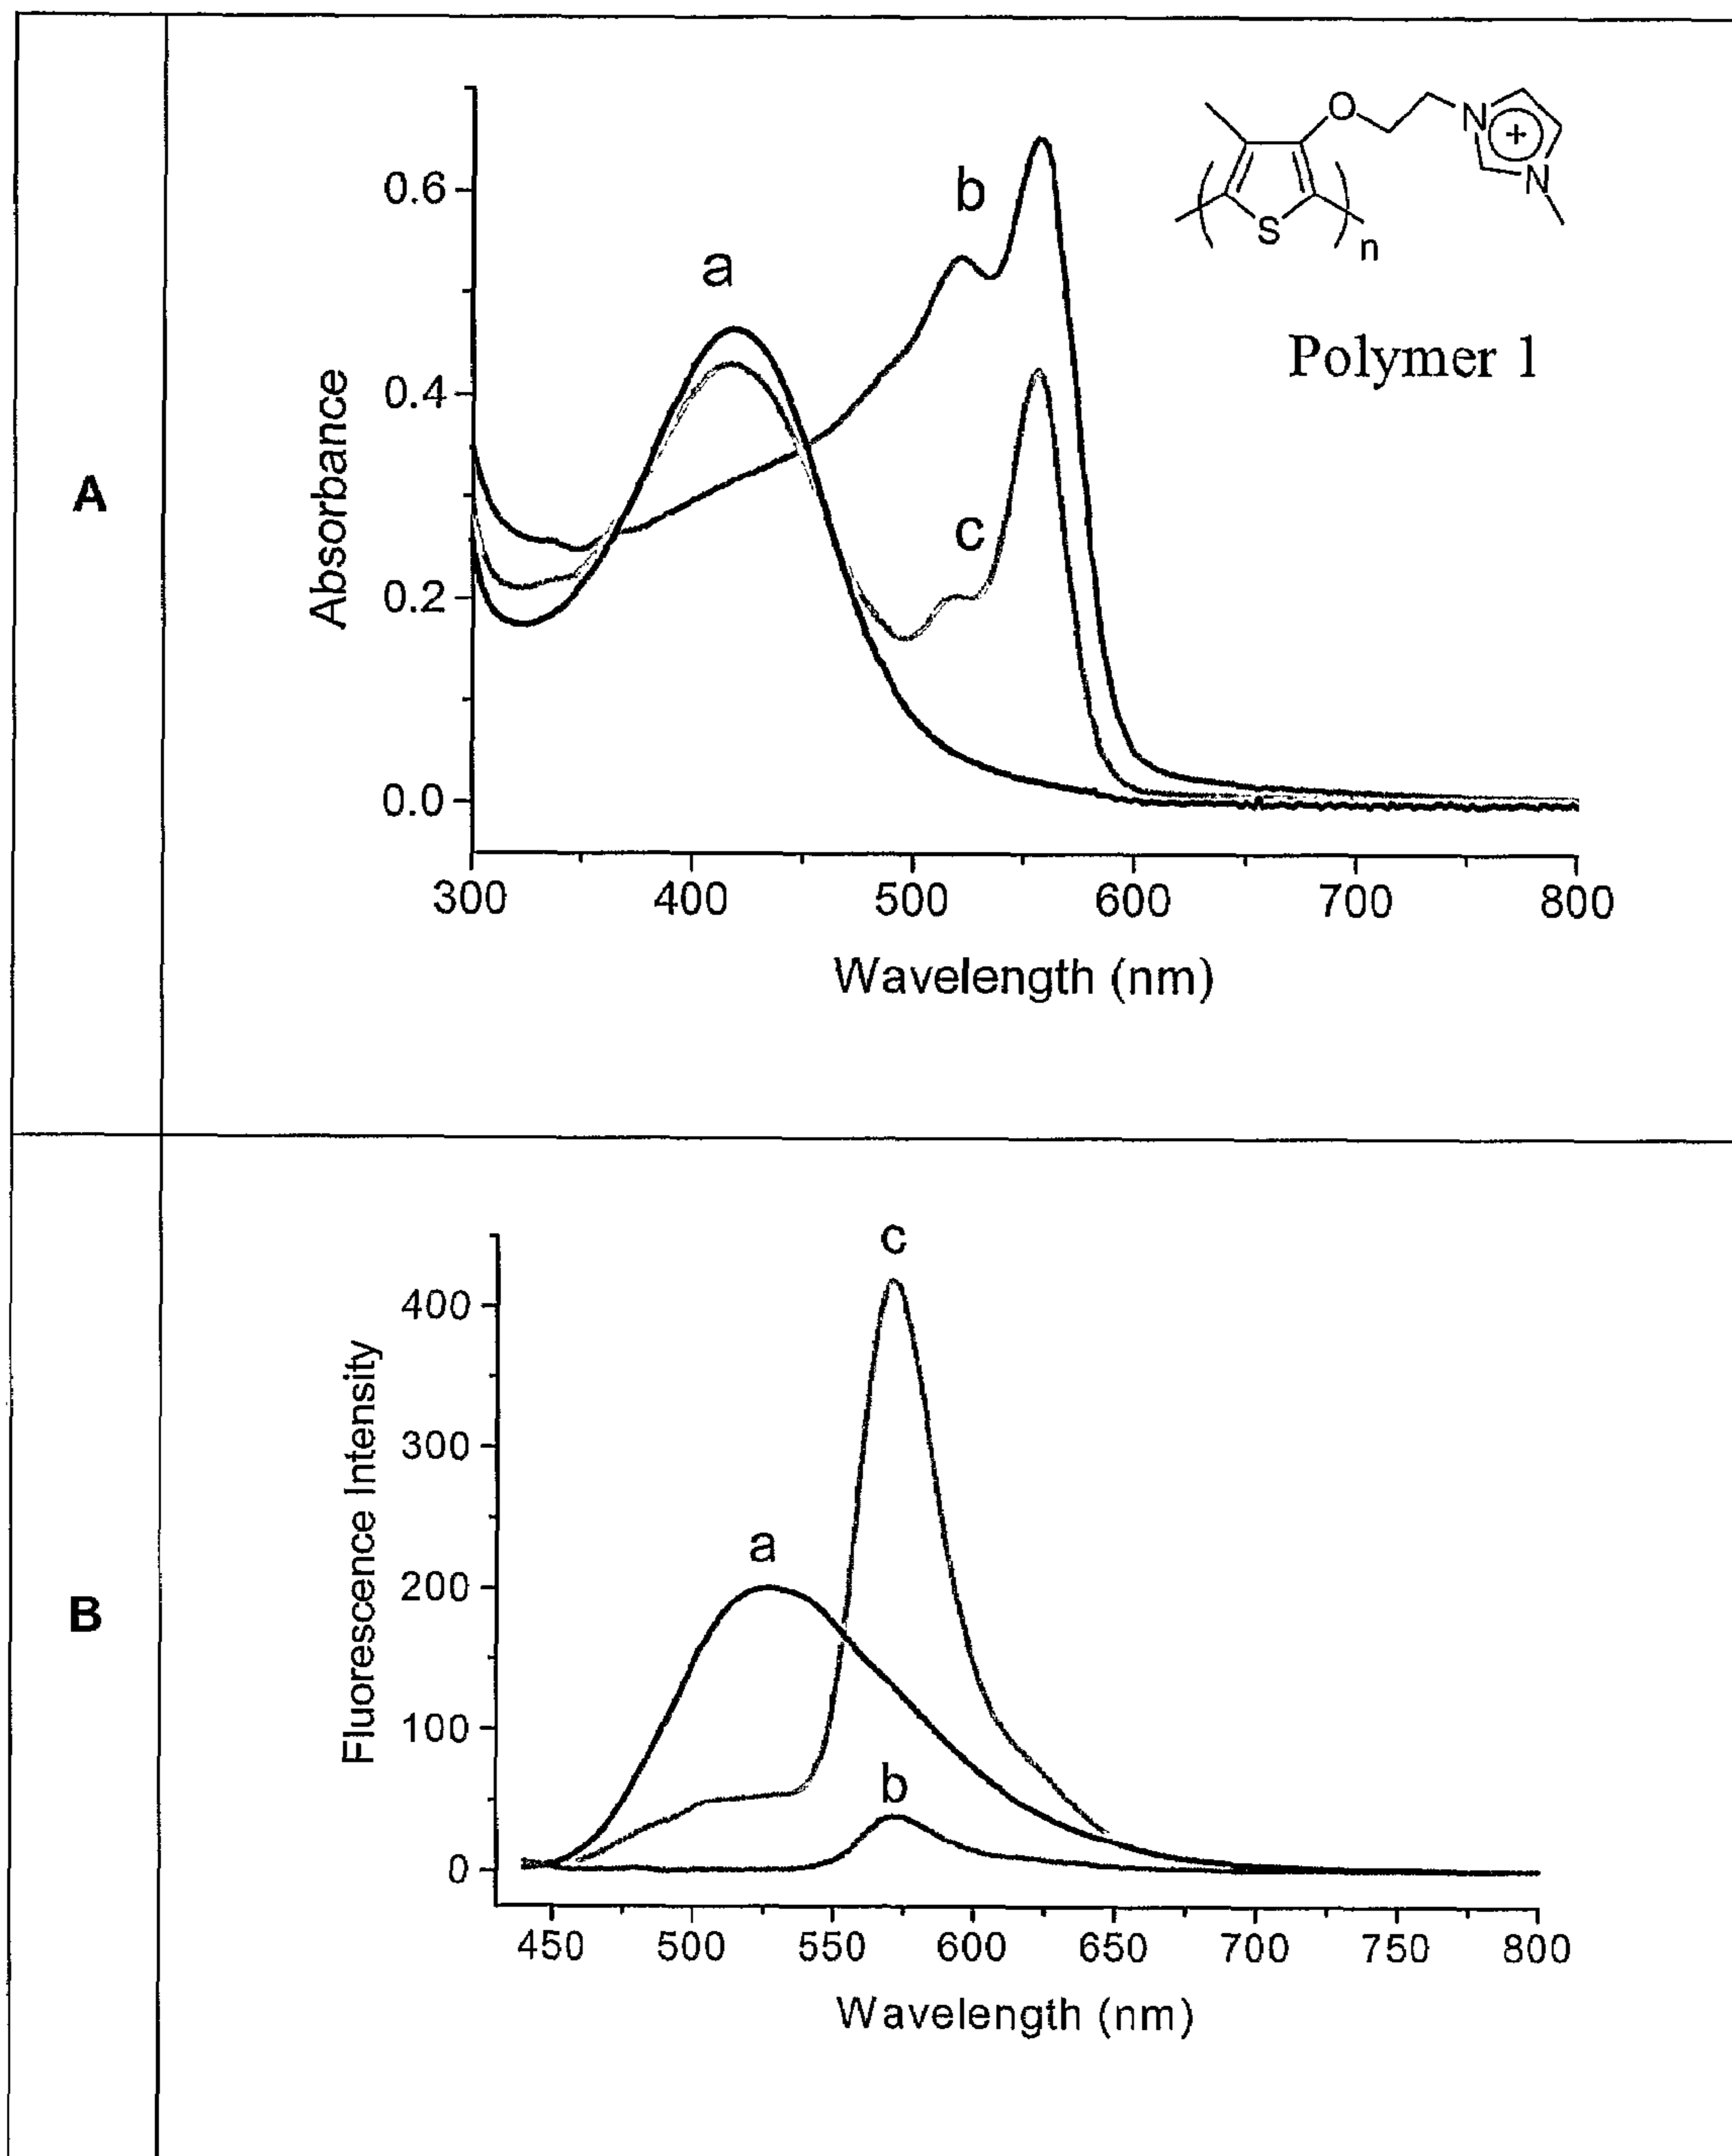 A
Absorbance
0.6
0.4
0.2
0.0
a
b
c
300 400 500 600 700 800
Wavelength (nm)
O
N
+
N
S
n
Polymer 1
B
Fluorescence Intensity
400
300
200
100
0
c
a
b
450 500 550 600 650 700 750 800
Wavelength (nm)